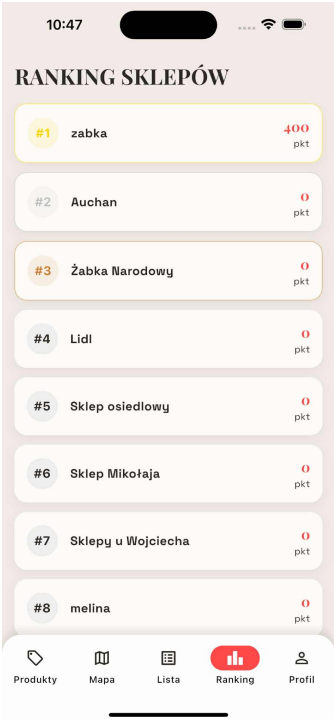 10:47
RANKING SKLEPÓW
#1 zabka 400 pkt
#2 Auchan 0 pkt
#3 Żabka Narodowy 0 pkt
#4 Lidl 0 pkt
#5 Sklep osiedlowy 0 pkt
#6 Sklep Mikołaja 0 pkt
#7 Sklepy u Wojciecha 0 pkt
#8 melina 0 pkt
Produkty Mapa Lista Ranking Profil